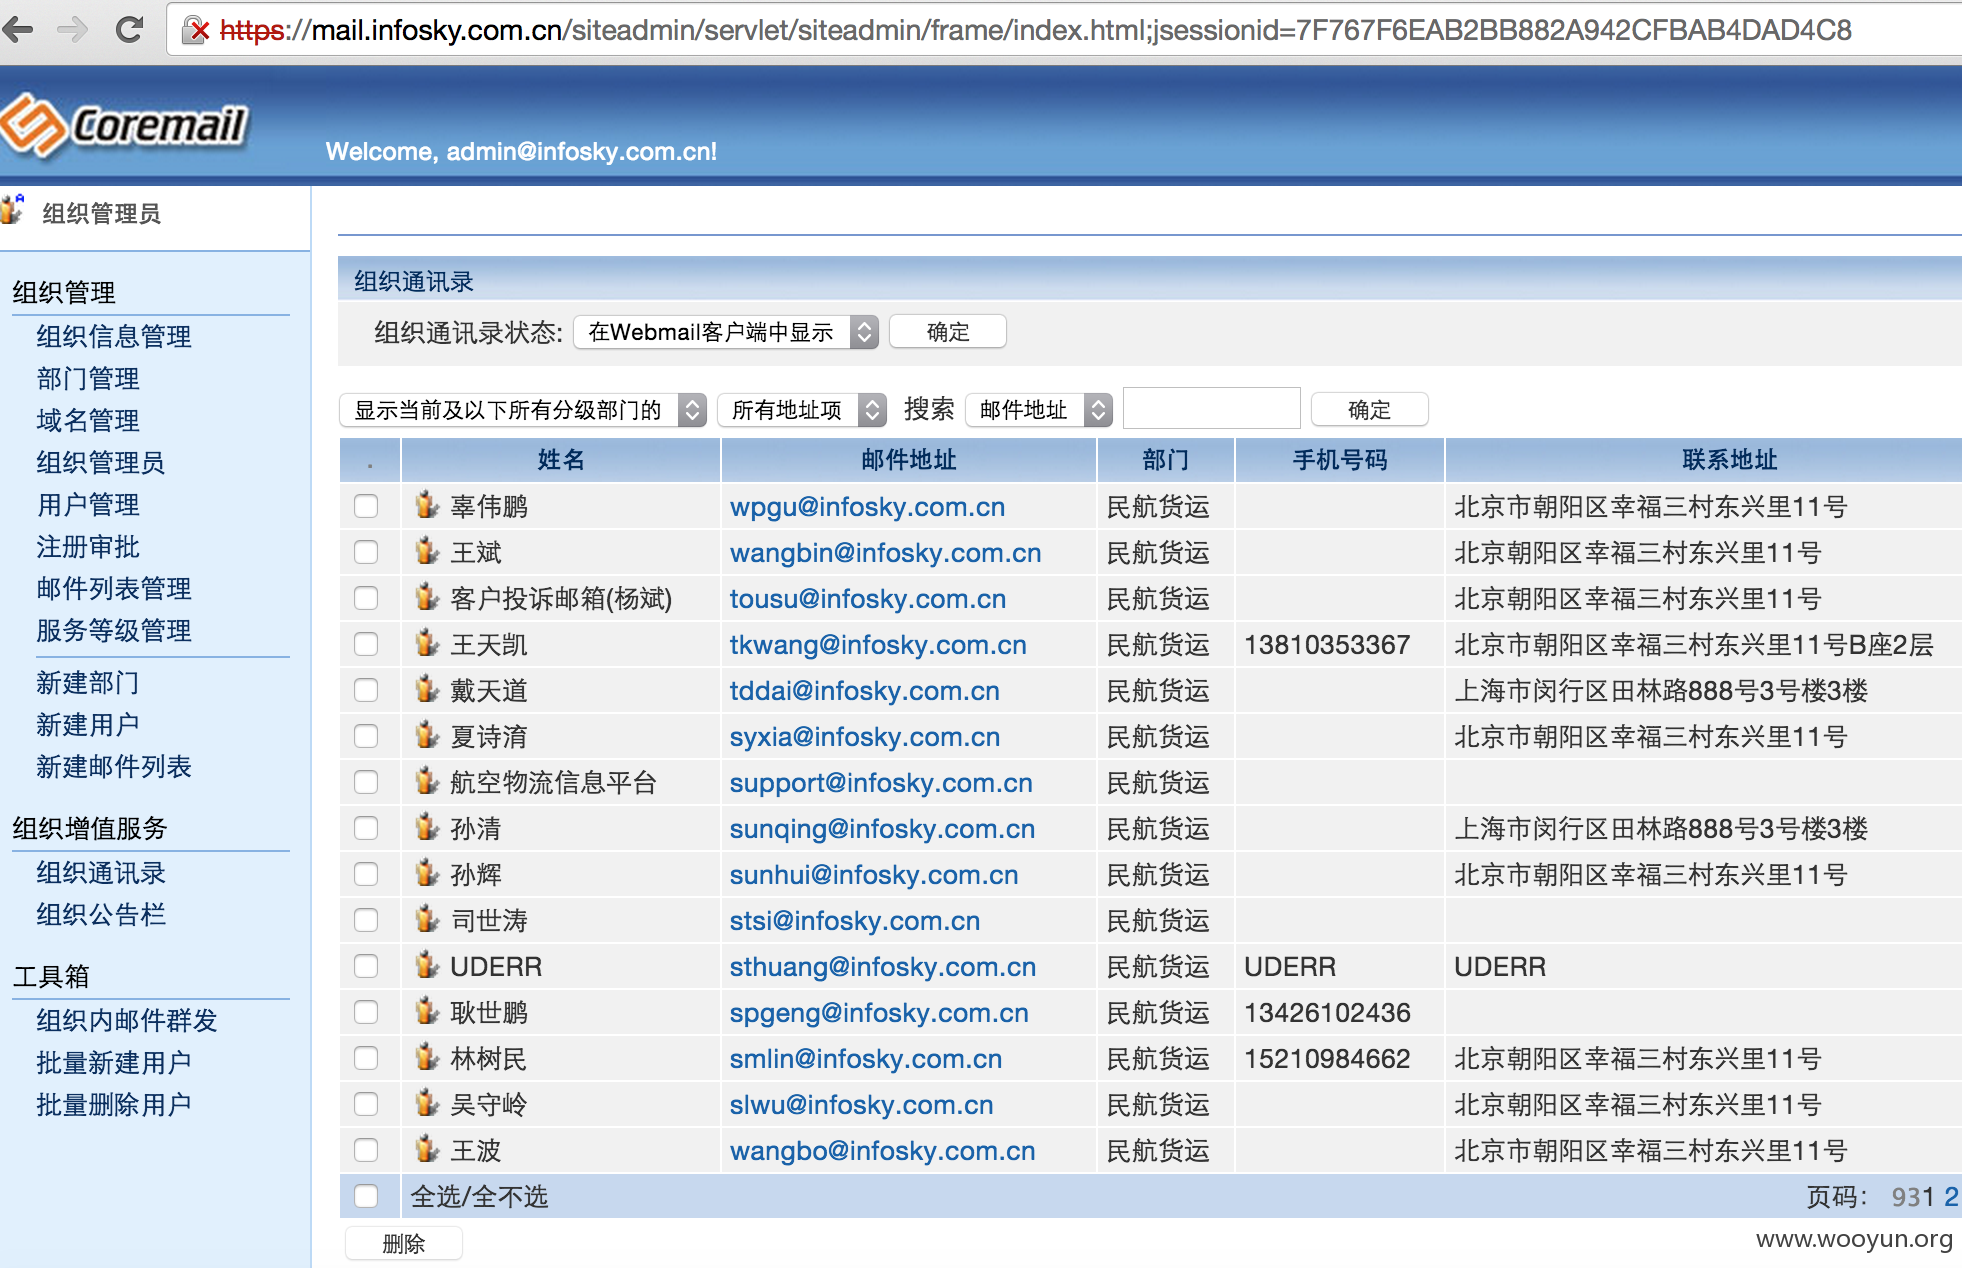 https://mail.infosky.com.cn/siteadmin/servlet/siteadmin/frame/index.html;jsessionid=7F767F6EAB2BB882A942CFBAB4DAD4C8
Coremail
Welcome, admin@infosky.com.cn!
组织管理员
组织管理
组织信息管理
部门管理
域名管理
组织管理员
用户管理
注册审批
邮件列表管理
服务等级管理
新建部门
新建用户
新建邮件列表
组织增值服务
组织通讯录
组织公告栏
工具箱
组织内邮件群发
批量新建用户
批量删除用户
组织通讯录
组织通讯录状态: 在Webmail客户端中显示 确定
显示当前及以下所有分级部门的 所有地址项 搜索 邮件地址 确定
. 姓名 邮件地址 部门 手机号码 联系地址
辜伟鹏 wpgu@infosky.com.cn 民航货运 北京市朝阳区幸福三村东兴里11号
王斌 wangbin@infosky.com.cn 民航货运 北京朝阳区幸福三村东兴里11号
客户投诉邮箱(杨斌) tousu@infosky.com.cn 民航货运 北京朝阳区幸福三村东兴里11号
王天凯 tkwang@infosky.com.cn 民航货运 13810353367 北京市朝阳区幸福三村东兴里11号B座2层
戴天道 tddai@infosky.com.cn 民航货运 上海市闵行区田林路888号3号楼3楼
夏诗淯 syxia@infosky.com.cn 民航货运 北京市朝阳区幸福三村东兴里11号
航空物流信息平台 support@infosky.com.cn 民航货运
孙清 sunqing@infosky.com.cn 民航货运 上海市闵行区田林路888号3号楼3楼
孙辉 sunhui@infosky.com.cn 民航货运 北京市朝阳区幸福三村东兴里11号
司世涛 stsi@infosky.com.cn 民航货运
UDERR sthuang@infosky.com.cn 民航货运 UDERR UDERR
耿世鹏 spgeng@infosky.com.cn 民航货运 13426102436
林树民 smlin@infosky.com.cn 民航货运 15210984662 北京朝阳区幸福三村东兴里11号
吴守岭 slwu@infosky.com.cn 民航货运 北京朝阳区幸福三村东兴里11号
王波 wangbo@infosky.com.cn 民航货运 北京市朝阳区幸福三村东兴里11号
全选/全不选 页码: 931 2
删除
www.wooyun.org